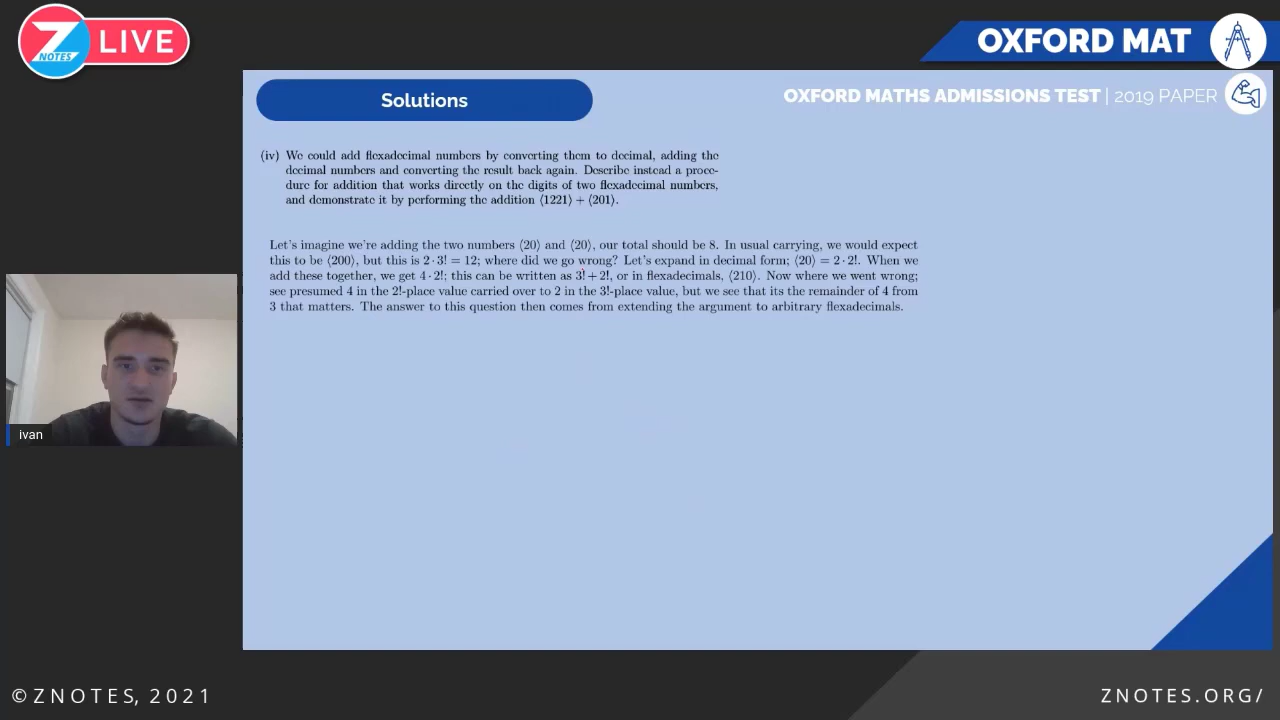 Z NOTES LIVE
OXFORD MAT
Solutions
OXFORD MATHS ADMISSIONS TEST | 2019 PAPER
(iv) We could add flexadecimal numbers by converting them to decimal, adding the
decimal numbers and converting the result back again. Describe instead a proce-
dure for addition that works directly on the digits of two flexadecimal numbers,
and demonstrate it by performing the addition ⟨1221⟩ + ⟨201⟩.
Let's imagine we're adding the two numbers ⟨20⟩ and ⟨20⟩, our total should be 8. In usual carrying, we would expect
this to be ⟨200⟩, but this is 2 · 3! = 12; where did we go wrong? Let's expand in decimal form; ⟨20⟩ = 2 · 2!. When we
add these together, we get 4 · 2!; this can be written as 3! + 2!, or in flexadecimals, ⟨210⟩. Now where we went wrong;
see presumed 4 in the 2!-place value carried over to 2 in the 3!-place value, but we see that its the remainder of 4 from
3 that matters. The answer to this question then comes from extending the argument to arbitrary flexadecimals.
ivan
© ZNOTES, 2021
ZNOTES.ORG/